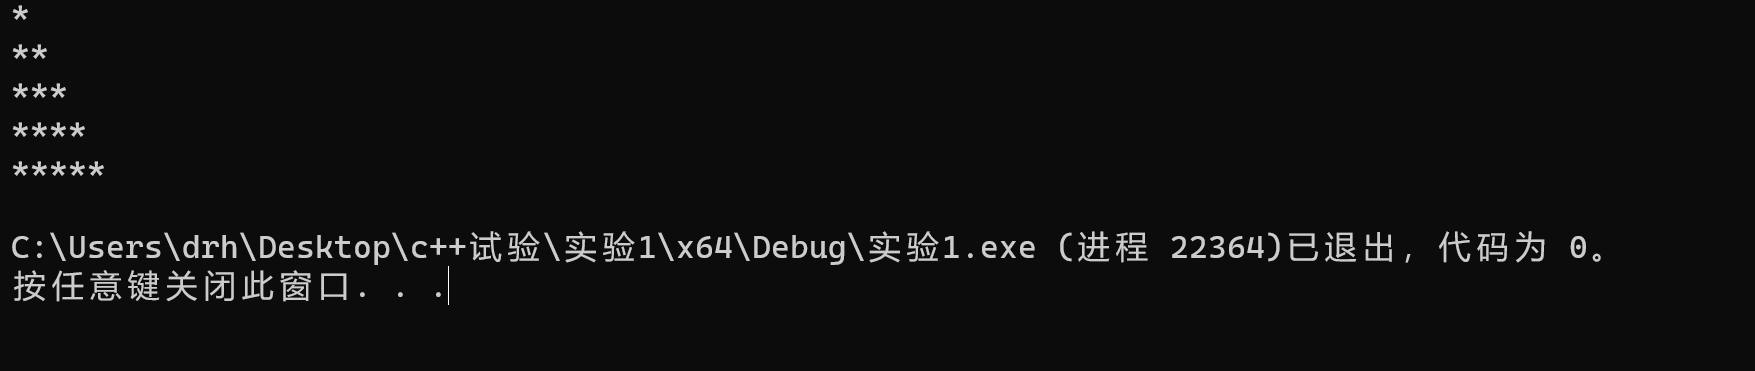 *
**
***
****
*****
C:\Users\drh\Desktop\c++试验\实验1\x64\Debug\实验1.exe (进程 22364)已退出，代码为 0。
按任意键关闭此窗口. . .